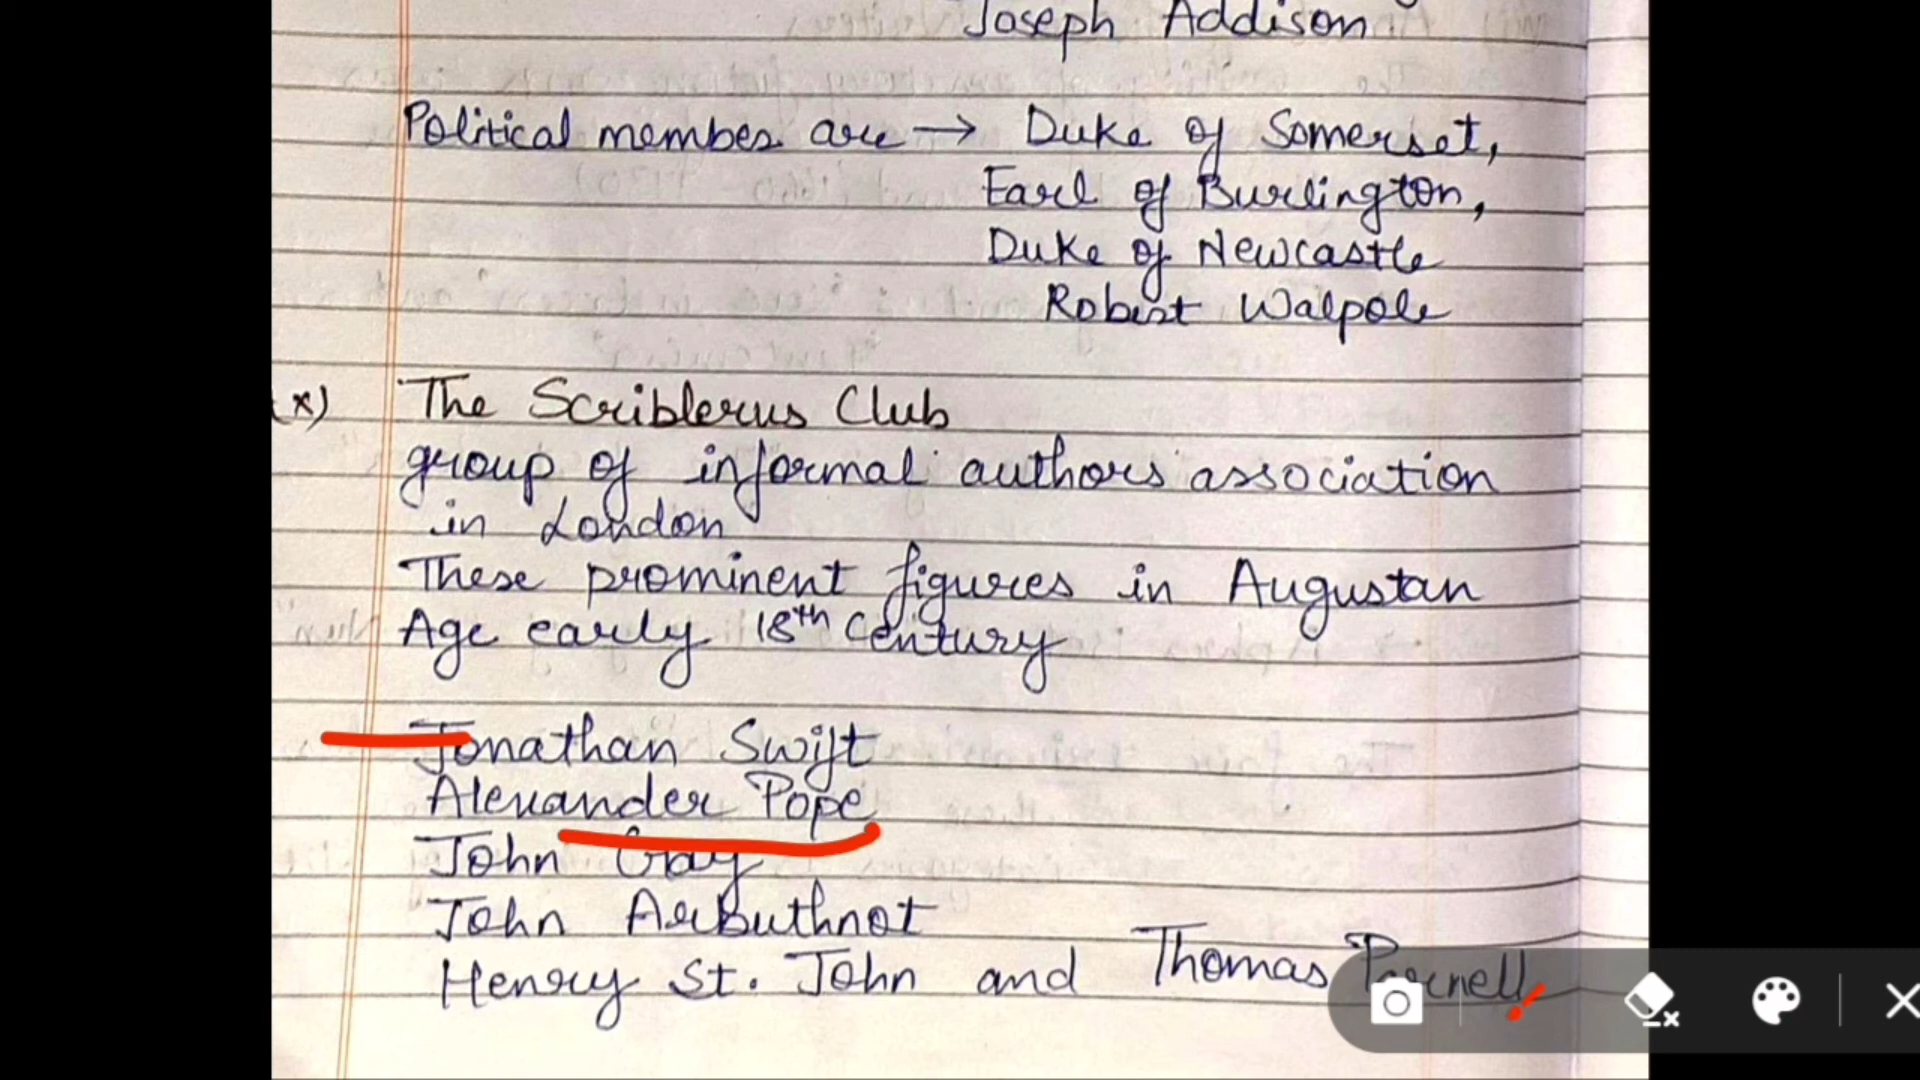 Joseph Addison
Political member are → Duke of Somerset,
Earl of Burlington,
Duke of Newcastle
Robert Walpole
(x) The Scriblerus Club
group of informal authors association
in London
These prominent figures in Augustan
Age early 18th Century
Jonathan Swift
Alexander Pope
John Gay
John Arbuthnot
Henry St. John and Thomas Parnell